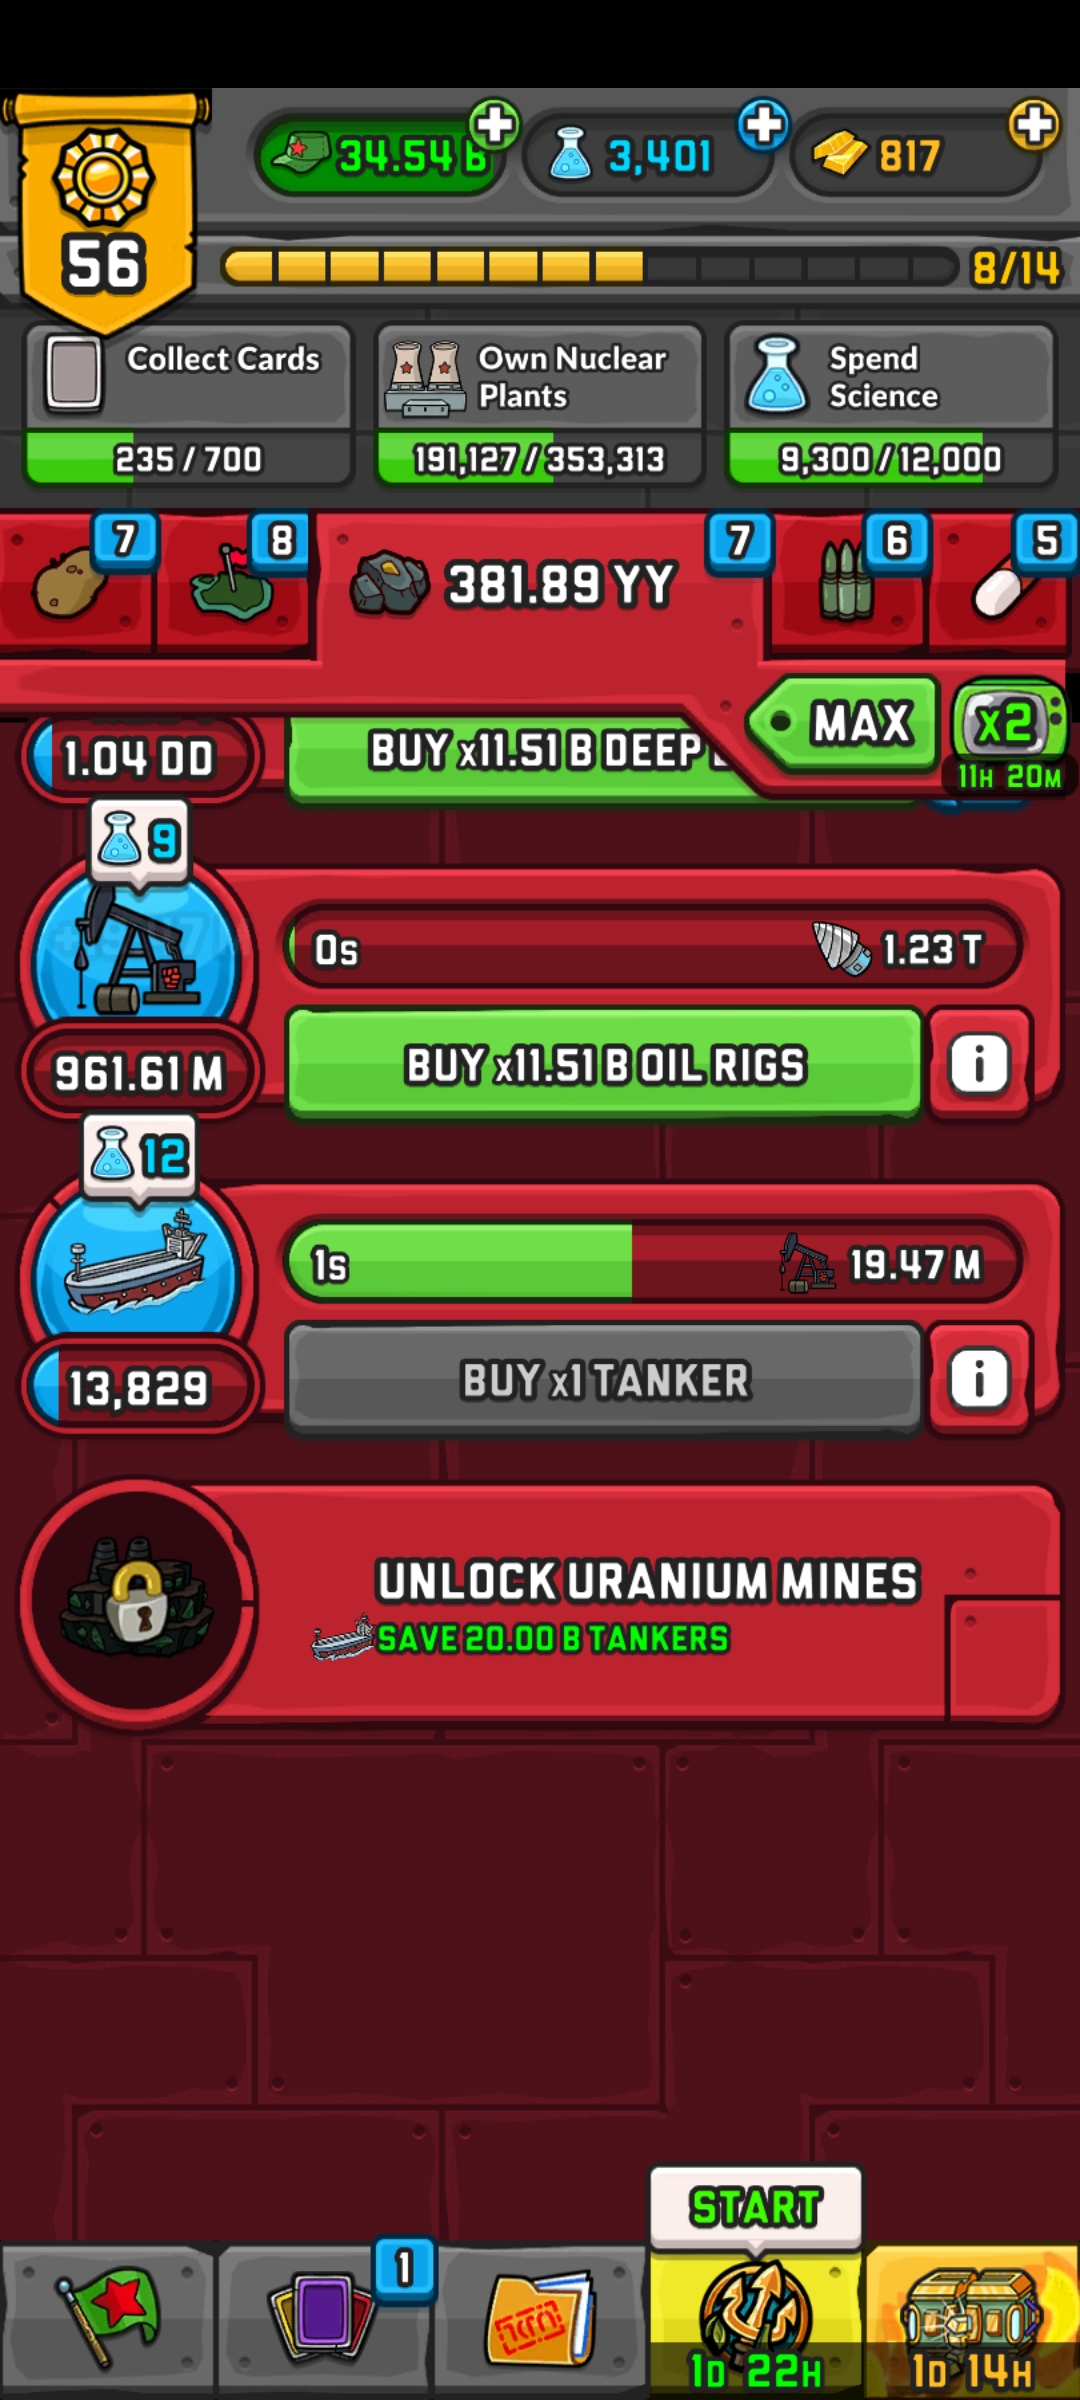 34.54 B
3,401
817
56
8/14
Collect Cards
235 / 700
Own Nuclear
Plants
191,127 / 353,313
Spend
Science
9,300 / 12,000
7
8
381.89 YY
7
6
5
MAX
x2
11H 20M
1.04 DD
BUY x11.51 B DEEP
9
0s
1.23 T
961.61 M
BUY x11.51 B OIL RIGS
i
12
1s
19.47 M
13,829
BUY x1 TANKER
i
UNLOCK URANIUM MINES
SAVE 20.00 B TANKERS
START
1
1D 22H
1D 14H